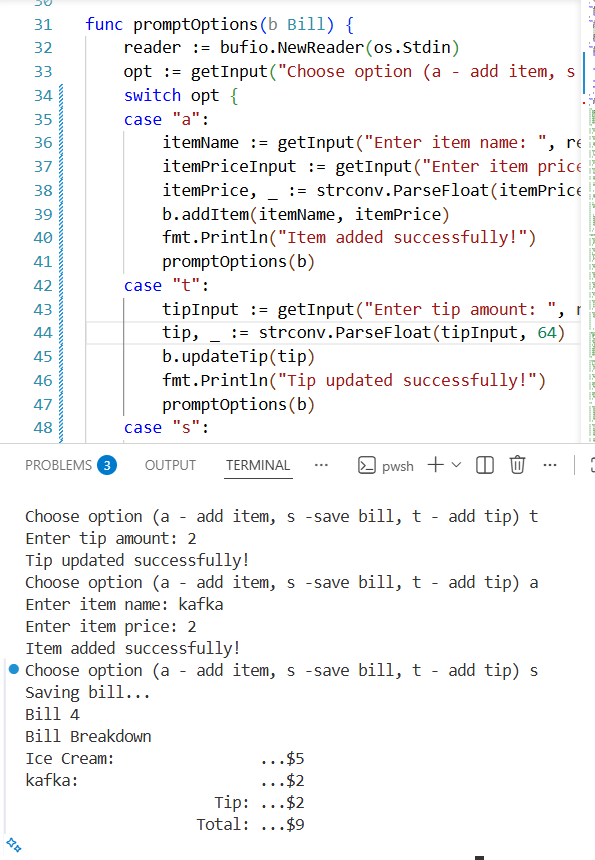 30
31 func promptOptions(b Bill) {
32 reader := bufio.NewReader(os.Stdin)
33 opt := getInput("Choose option (a - add item, s
34 switch opt {
35 case "a":
36 itemName := getInput("Enter item name: ", re
37 itemPriceInput := getInput("Enter item price
38 itemPrice, _ := strconv.ParseFloat(itemPrice
39 b.addItem(itemName, itemPrice)
40 fmt.Println("Item added successfully!")
41 promptOptions(b)
42 case "t":
43 tipInput := getInput("Enter tip amount: ", r
44 tip, _ := strconv.ParseFloat(tipInput, 64)
45 b.updateTip(tip)
46 fmt.Println("Tip updated successfully!")
47 promptOptions(b)
48 case "s":
PROBLEMS 3 OUTPUT TERMINAL ... pwsh ...
Choose option (a - add item, s -save bill, t - add tip) t
Enter tip amount: 2
Tip updated successfully!
Choose option (a - add item, s -save bill, t - add tip) a
Enter item name: kafka
Enter item price: 2
Item added successfully!
Choose option (a - add item, s -save bill, t - add tip) s
Saving bill...
Bill 4
Bill Breakdown
Ice Cream: ...$5
kafka: ...$2
Tip: ...$2
Total: ...$9